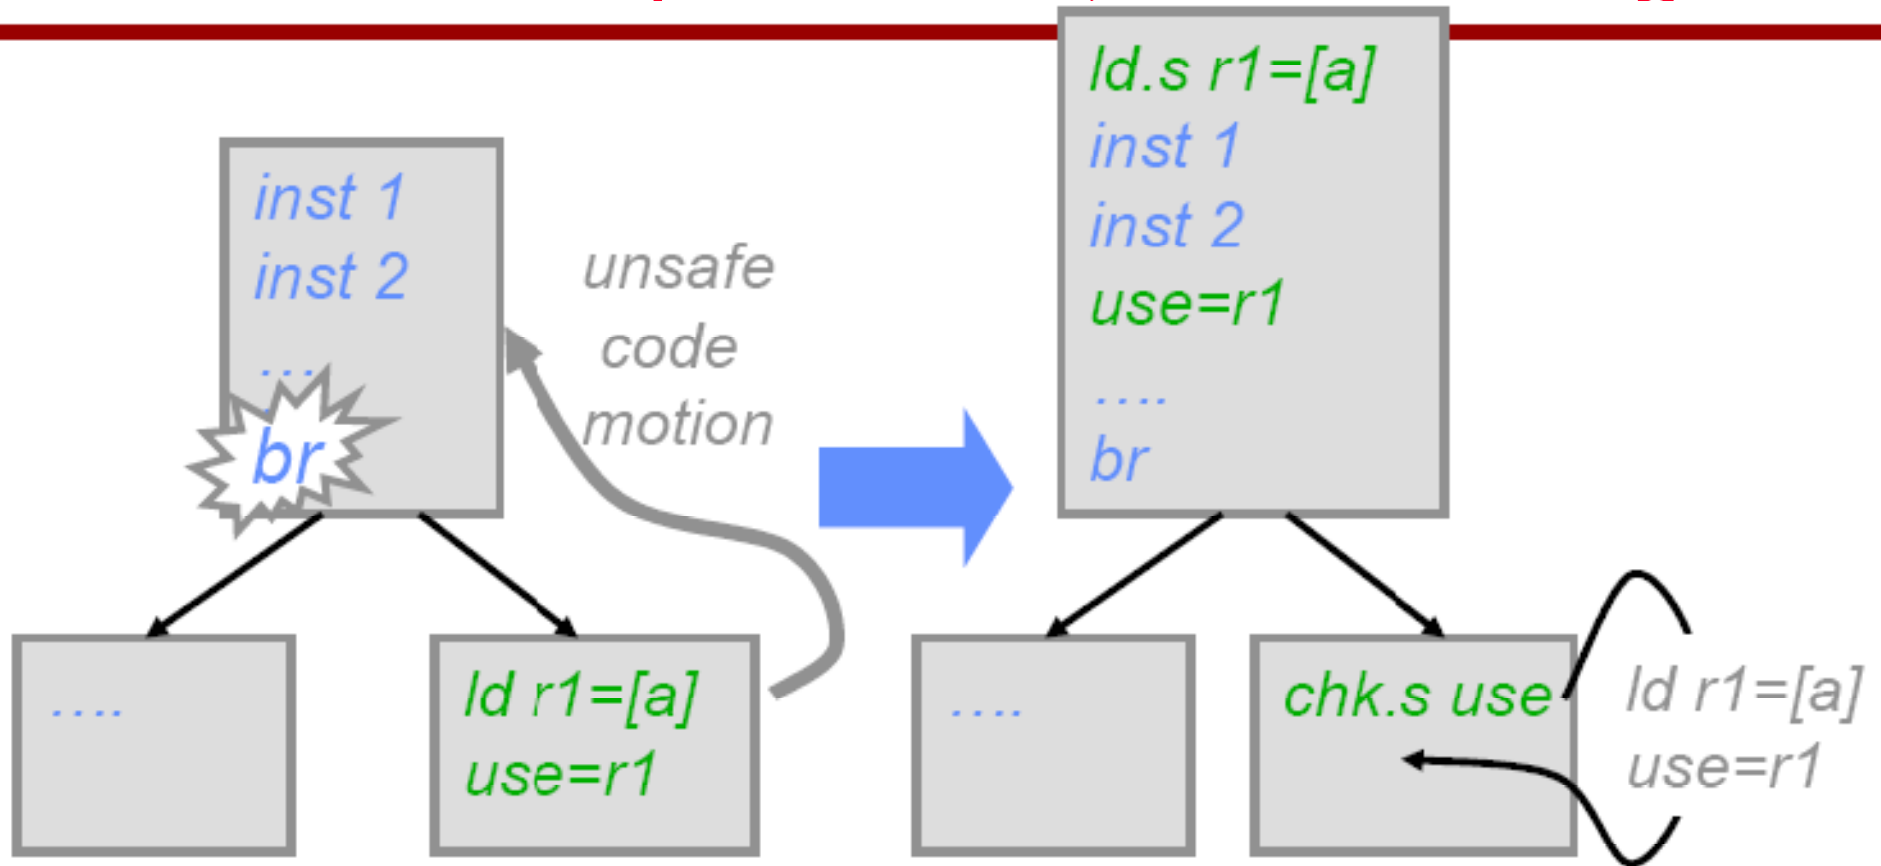 inst 1
inst 2
....
br
unsafe
code
motion
....
ld r1=[a]
use=r1
ld.s r1=[a]
inst 1
inst 2
use=r1
....
br
....
chk.s use
ld r1=[a]
use=r1